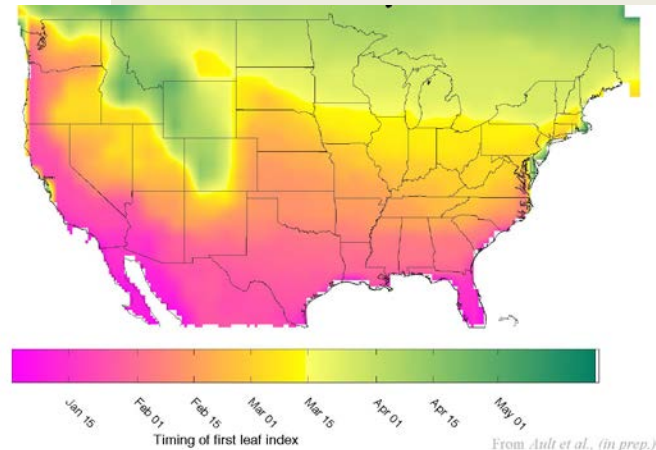 Jan 15 Feb 01 Feb 15 Mar 01 Mar 15 Apr 01 Apr 15 May 01
Timing of first leaf index
From Ault et al., (in prep.)